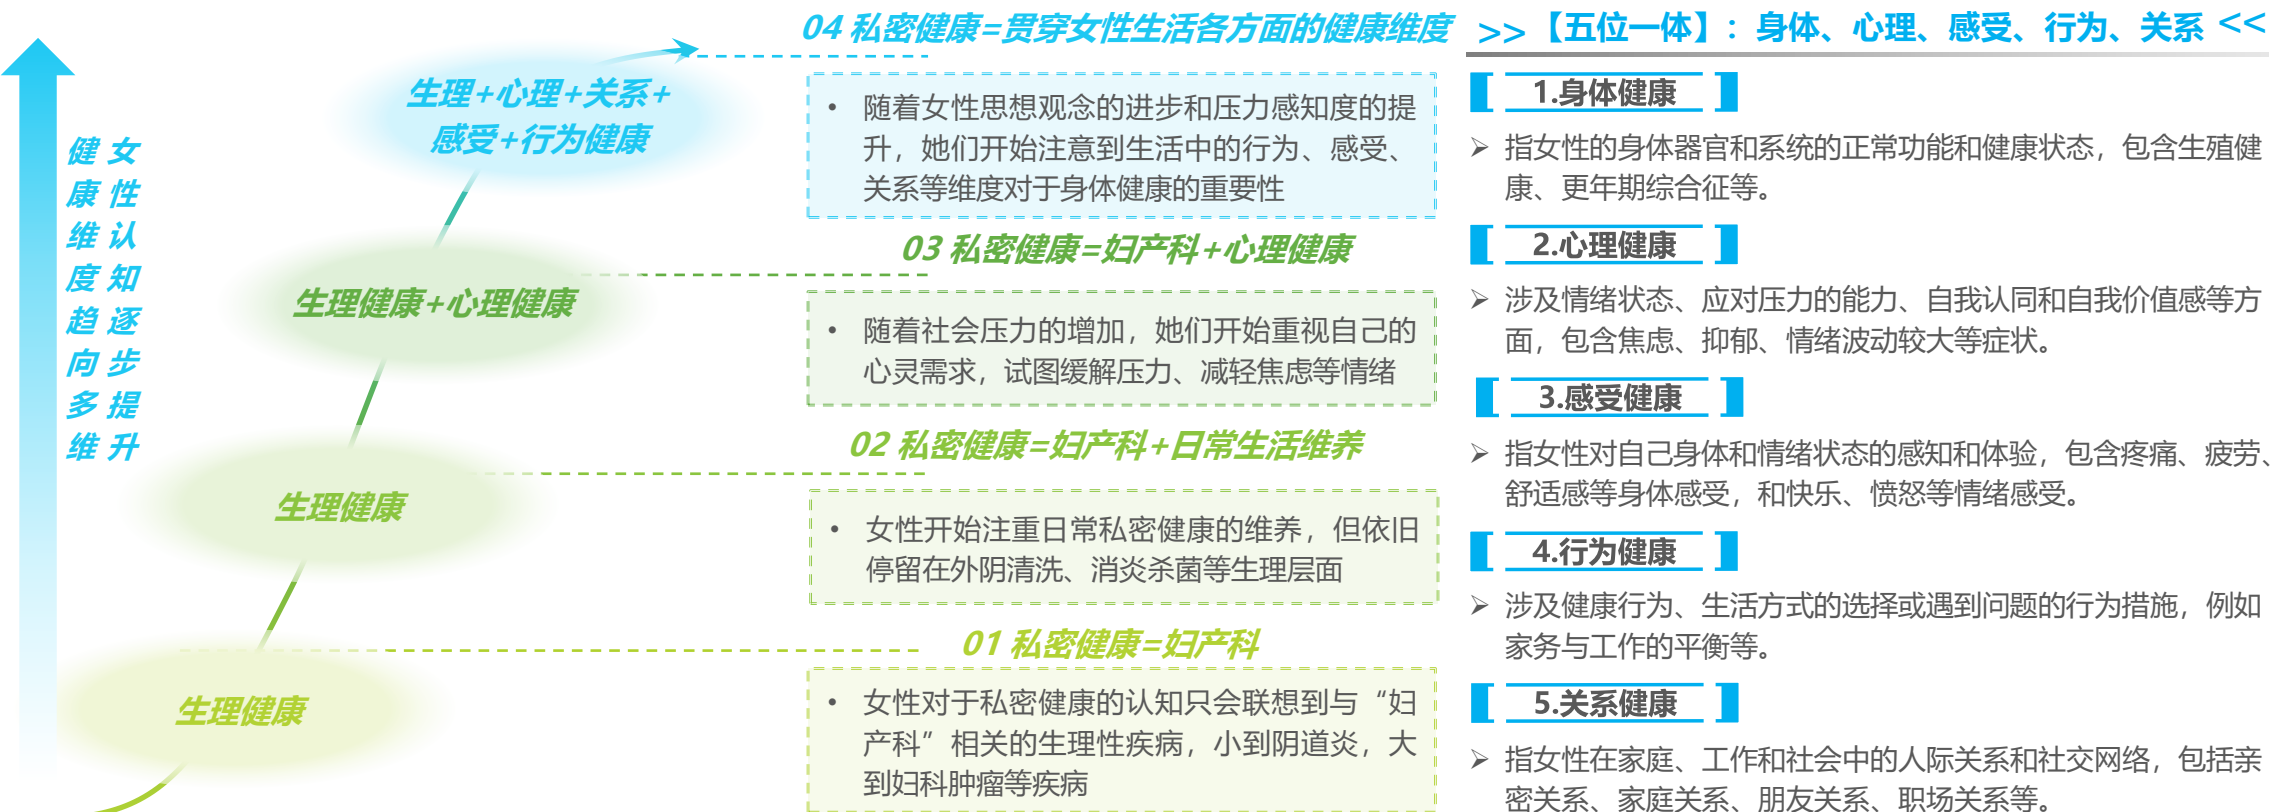 女性认知逐步提升
健康维度趋向多维
生理+心理+关系+
感受+行为健康
生理健康+心理健康
生理健康
生理健康
04 私密健康=贯穿女性生活各方面的健康维度
• 随着女性思想观念的进步和压力感知度的提
升，她们开始注意到生活中的行为、感受、
关系等维度对于身体健康的重要性
03 私密健康=妇产科+心理健康
• 随着社会压力的增加，她们开始重视自己的
心灵需求，试图缓解压力、减轻焦虑等情绪
02 私密健康=妇产科+日常生活维养
• 女性开始注重日常私密健康的维养，但依旧
停留在外阴清洗、消炎杀菌等生理层面
01 私密健康=妇产科
• 女性对于私密健康的认知只会联想到与“妇
产科”相关的生理性疾病，小到阴道炎，大
到妇科肿瘤等疾病
>>【五位一体】：身体、心理、感受、行为、关系 <<
【1.身体健康】
➢ 指女性的身体器官和系统的正常功能和健康状态，包含生殖健
康、更年期综合征等。
【2.心理健康】
➢ 涉及情绪状态、应对压力的能力、自我认同和自我价值感等方
面，包含焦虑、抑郁、情绪波动较大等症状。
【3.感受健康】
➢ 指女性对自己身体和情绪状态的感知和体验，包含疼痛、疲劳、
舒适感等身体感受，和快乐、愤怒等情绪感受。
【4.行为健康】
➢ 涉及健康行为、生活方式的选择或遇到问题的行为措施，例如
家务与工作的平衡等。
【5.关系健康】
➢ 指女性在家庭、工作和社会中的人际关系和社交网络，包括亲
密关系、家庭关系、朋友关系、职场关系等。